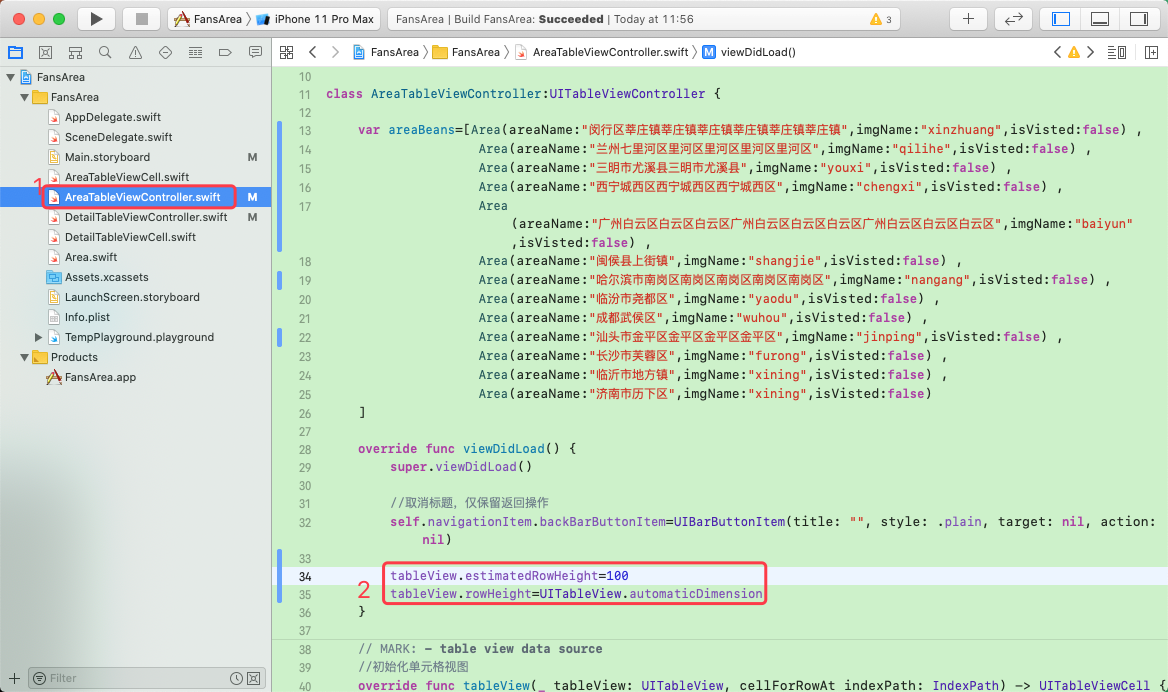 FansArea 〉 iPhone 11 Pro Max
FansArea | Build FansArea: Succeeded | Today at 11:56
3
FansArea 〉 FansArea 〉 AreaTableViewController.swift 〉 M viewDidLoad()
FansArea
FansArea
AppDelegate.swift
SceneDelegate.swift
Main.storyboard M
AreaTableViewCell.swift
1
AreaTableViewController.swift M
DetailTableViewController.swift M
DetailTableViewCell.swift
Area.swift
Assets.xcassets
LaunchScreen.storyboard
Info.plist
TempPlayground.playground
Products
FansArea.app
Filter
10
11 class AreaTableViewController:UITableViewController {
12
13 var areaBeans=[Area(areaName:"闵行区莘庄镇莘庄镇莘庄镇莘庄镇莘庄镇莘庄镇",imgName:"xinzhuang",isVisted:false) ,
14 Area(areaName:"兰州七里河区里河区里河区里河区里河区",imgName:"qilihe",isVisted:false) ,
15 Area(areaName:"三明市尤溪县三明市尤溪县",imgName:"youxi",isVisted:false) ,
16 Area(areaName:"西宁城西区西宁城西区西宁城西区",imgName:"chengxi",isVisted:false) ,
17 Area
(areaName:"广州白云区白云区白云区广州白云区白云区白云区广州白云区白云区白云区",imgName:"baiyun"
,isVisted:false) ,
18 Area(areaName:"闽侯县上街镇",imgName:"shangjie",isVisted:false) ,
19 Area(areaName:"哈尔滨市南岗区南岗区南岗区南岗区南岗区",imgName:"nangang",isVisted:false) ,
20 Area(areaName:"临汾市尧都区",imgName:"yaodu",isVisted:false) ,
21 Area(areaName:"成都武侯区",imgName:"wuhou",isVisted:false) ,
22 Area(areaName:"汕头市金平区金平区金平区金平区",imgName:"jinping",isVisted:false) ,
23 Area(areaName:"长沙市芙蓉区",imgName:"furong",isVisted:false) ,
24 Area(areaName:"临沂市地方镇",imgName:"xining",isVisted:false) ,
25 Area(areaName:"济南市历下区",imgName:"xining",isVisted:false)
26 ]
27
28 override func viewDidLoad() {
29 super.viewDidLoad()
30
31 //取消标题，仅保留返回操作
32 self.navigationItem.backBarButtonItem=UIBarButtonItem(title: "", style: .plain, target: nil, action:
nil)
33
34 tableView.estimatedRowHeight=100
2
35 tableView.rowHeight=UITableView.automaticDimension
36 }
37
38 // MARK: - table view data source
39 //初始化单元格视图
40 override func tableView(_ tableView: UITableView, cellForRowAt indexPath: IndexPath) -> UITableViewCell {